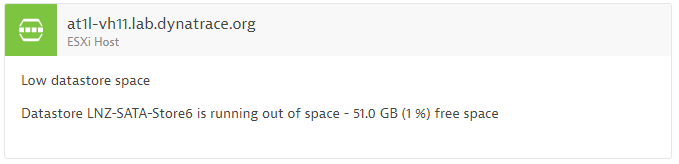 at1l-vh11.lab.dynatrace.org
ESXi Host
Low datastore space
Datastore LNZ-SATA-Store6 is running out of space - 51.0 GB (1 %) free space